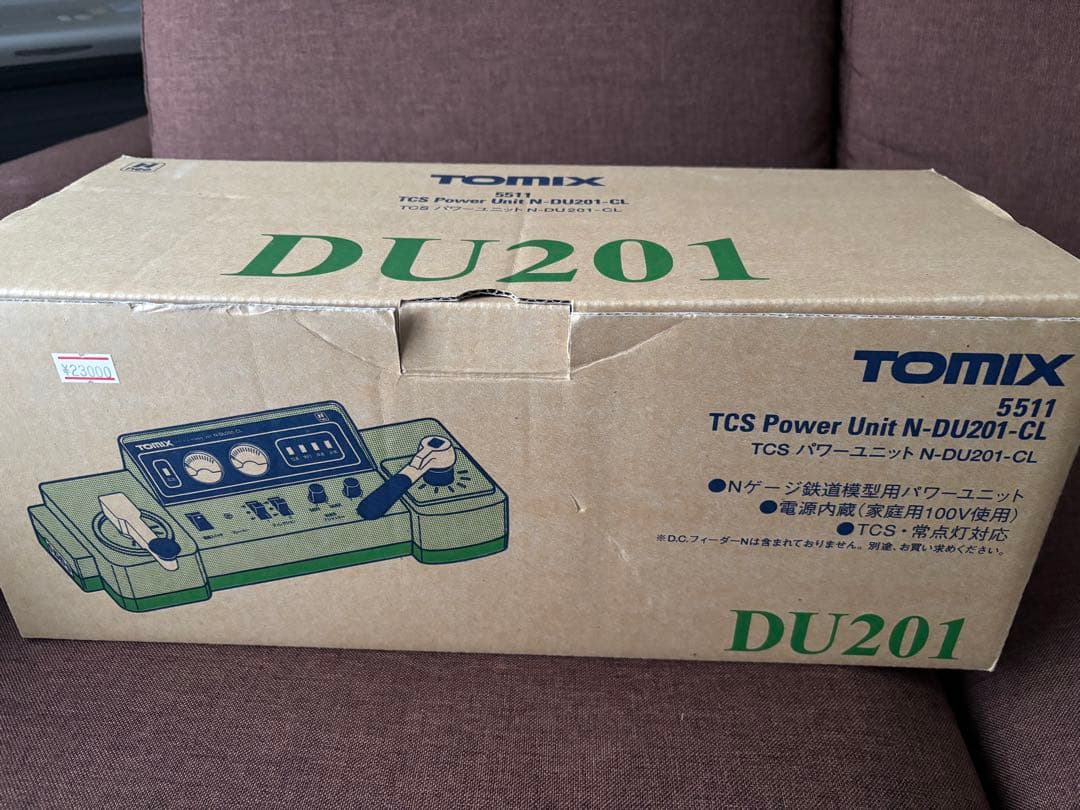 N
neo
TOMIX
5511
TCS Power Unit N-DU201-CL
TCS パワーユニット N-DU201-CL
DU201
¥23000
TOMIX
5511
TCS Power Unit N-DU201-CL
TCS パワーユニット N-DU201-CL
●Nゲージ鉄道模型用パワーユニット
●電源内蔵(家庭用100V使用)
●TCS・常点灯対応
※D.C.フィーダーNは含まれておりません。別途、お買い求めください。
TOMIX
DU201